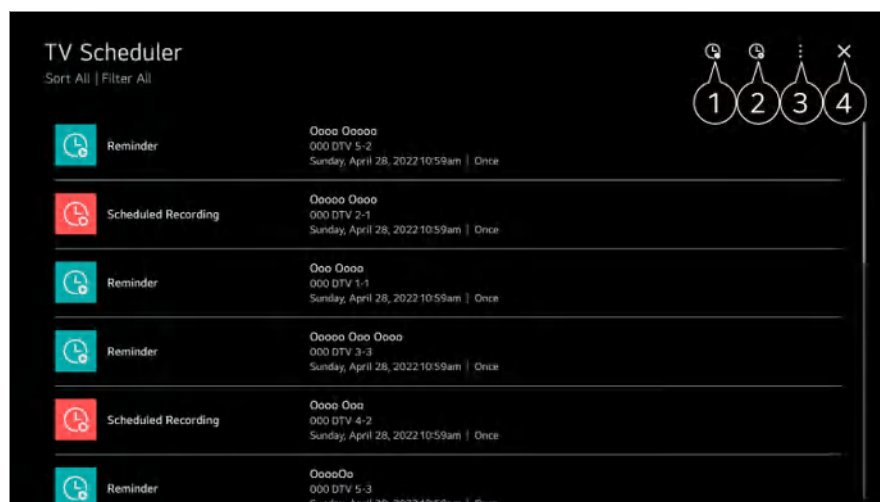 TV Scheduler
Sort All | Filter All
1 2 3 4
Reminder
Oooo Ooooo
000 DTV 5-2
Sunday, April 28, 2022 10:59am | Once
Scheduled Recording
Ooooo Oooo
000 DTV 2-1
Sunday, April 28, 2022 10:59am | Once
Reminder
Ooo Oooo
000 DTV 1-1
Sunday, April 28, 2022 10:59am | Once
Reminder
Ooooo Ooo Oooo
000 DTV 3-3
Sunday, April 28, 2022 10:59am | Once
Scheduled Recording
Oooo Ooo
000 DTV 4-2
Sunday, April 28, 2022 10:59am | Once
Reminder
OoooOo
000 DTV 5-3